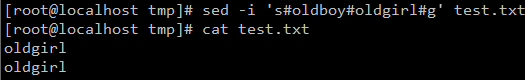 [root@localhost tmp]# sed -i 's#oldboy#oldgirl#g' test.txt
[root@localhost tmp]# cat test.txt
oldgirl
oldgirl